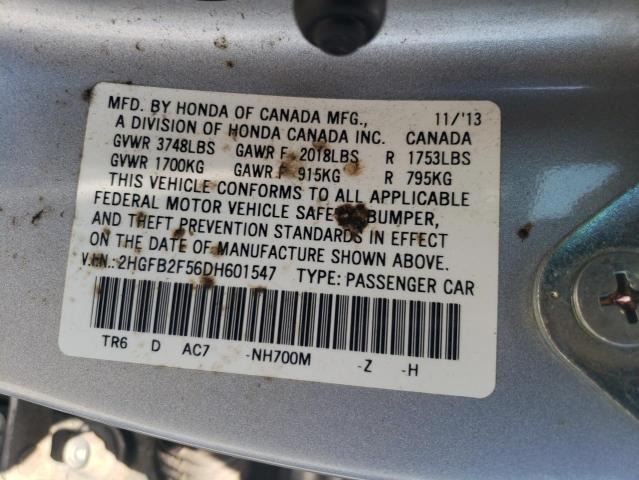 MFD. BY HONDA OF CANADA MFG., 11/'13
A DIVISION OF HONDA CANADA INC. CANADA
GVWR 3748LBS GAWR F 2018LBS R 1753LBS
GVWR 1700KG GAWR F 915KG R 795KG
THIS VEHICLE CONFORMS TO ALL APPLICABLE
FEDERAL MOTOR VEHICLE SAFETY, BUMPER,
AND THEFT PREVENTION STANDARDS IN EFFECT
ON THE DATE OF MANUFACTURE SHOWN ABOVE.
V.I.N.:2HGFB2F56DH601547 TYPE: PASSENGER CAR
TR6 D AC7 -NH700M -Z -H